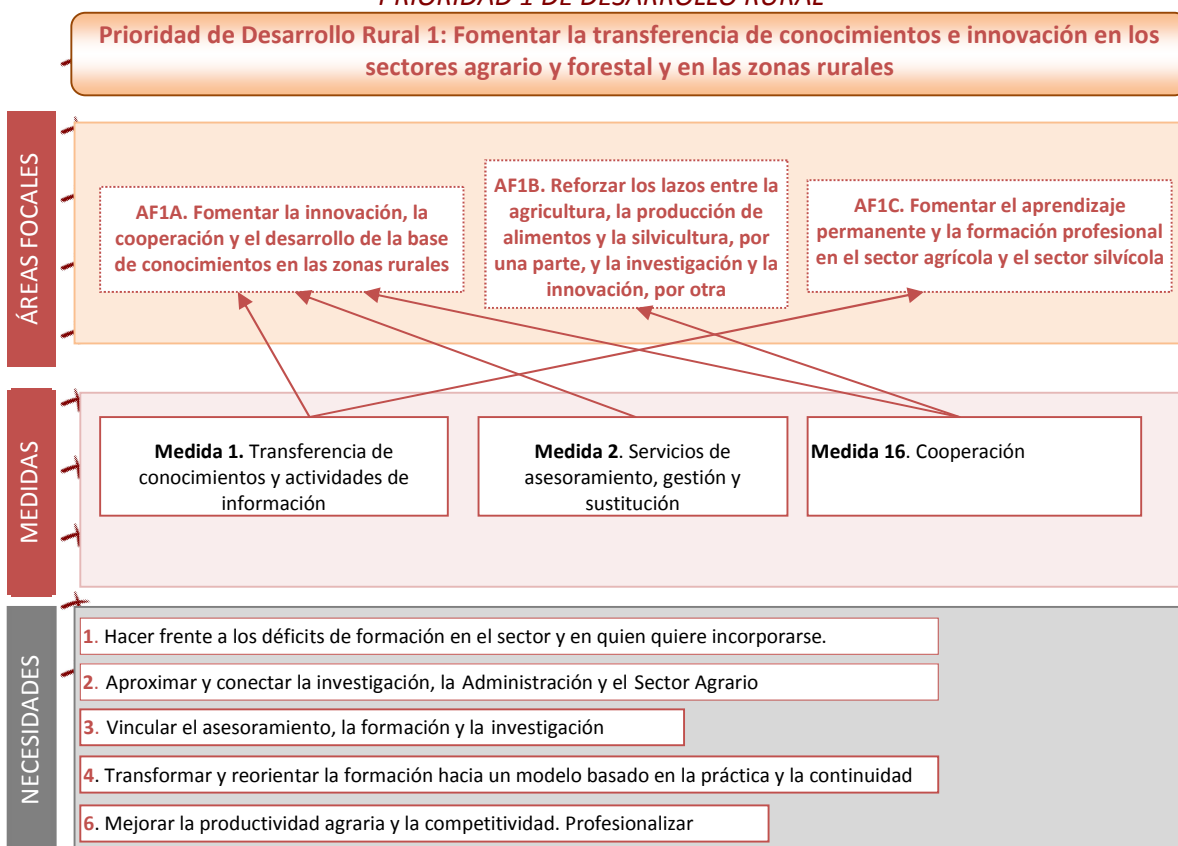 PRIORIDAD 1 DE DESARROLLO RURAL
Prioridad de Desarrollo Rural 1: Fomentar la transferencia de conocimientos e innovación en los
sectores agrario y forestal y en las zonas rurales
ÁREAS FOCALES
AF1A. Fomentar la innovación, la
cooperación y el desarrollo de la base
de conocimientos en las zonas rurales
AF1B. Reforzar los lazos entre la
agricultura, la producción de
alimentos y la silvicultura, por
una parte, y la investigación y la
innovación, por otra
AF1C. Fomentar el aprendizaje
permanente y la formación profesional
en el sector agrícola y el sector silvícola
MEDIDAS
Medida 1. Transferencia de
conocimientos y actividades de
información
Medida 2. Servicios de
asesoramiento, gestión y
sustitución
Medida 16. Cooperación
NECESIDADES
1. Hacer frente a los déficits de formación en el sector y en quien quiere incorporarse.
2. Aproximar y conectar la investigación, la Administración y el Sector Agrario
3. Vincular el asesoramiento, la formación y la investigación
4. Transformar y reorientar la formación hacia un modelo basado en la práctica y la continuidad
6. Mejorar la productividad agraria y la competitividad. Profesionalizar